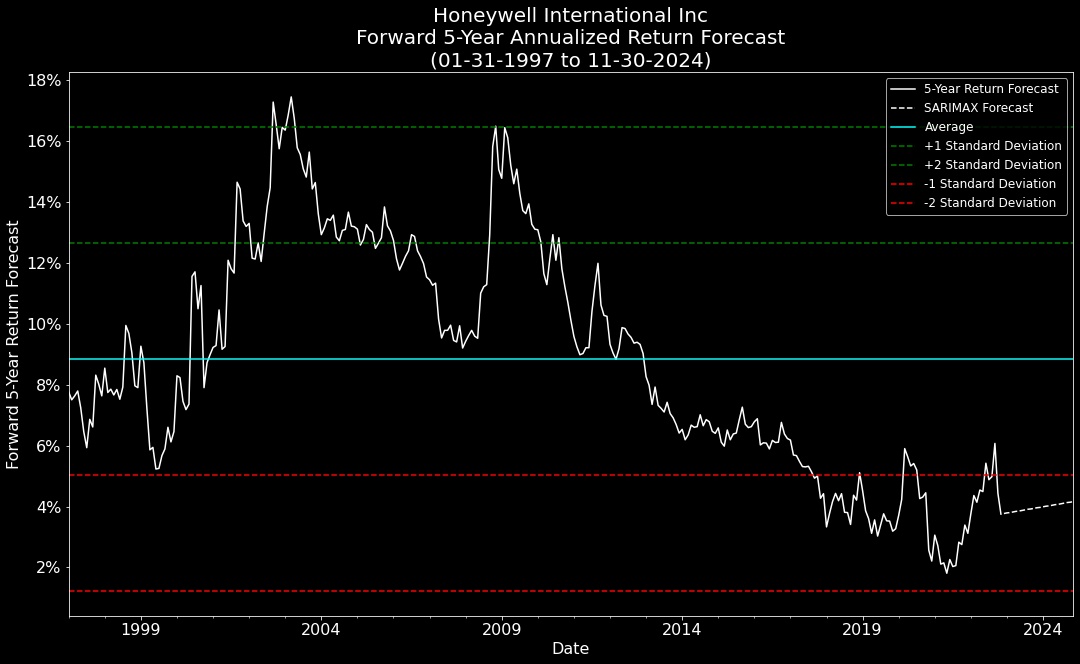 Honeywell International Inc
Forward 5-Year Annualized Return Forecast
(01-31-1997 to 11-30-2024)
18%
16%
14%
12%
10%
8%
6%
4%
2%
Forward 5-Year Return Forecast
5-Year Return Forecast
SARIMAX Forecast
Average
+1 Standard Deviation
+2 Standard Deviation
-1 Standard Deviation
-2 Standard Deviation
1999
2004
2009
2014
2019
2024
Date